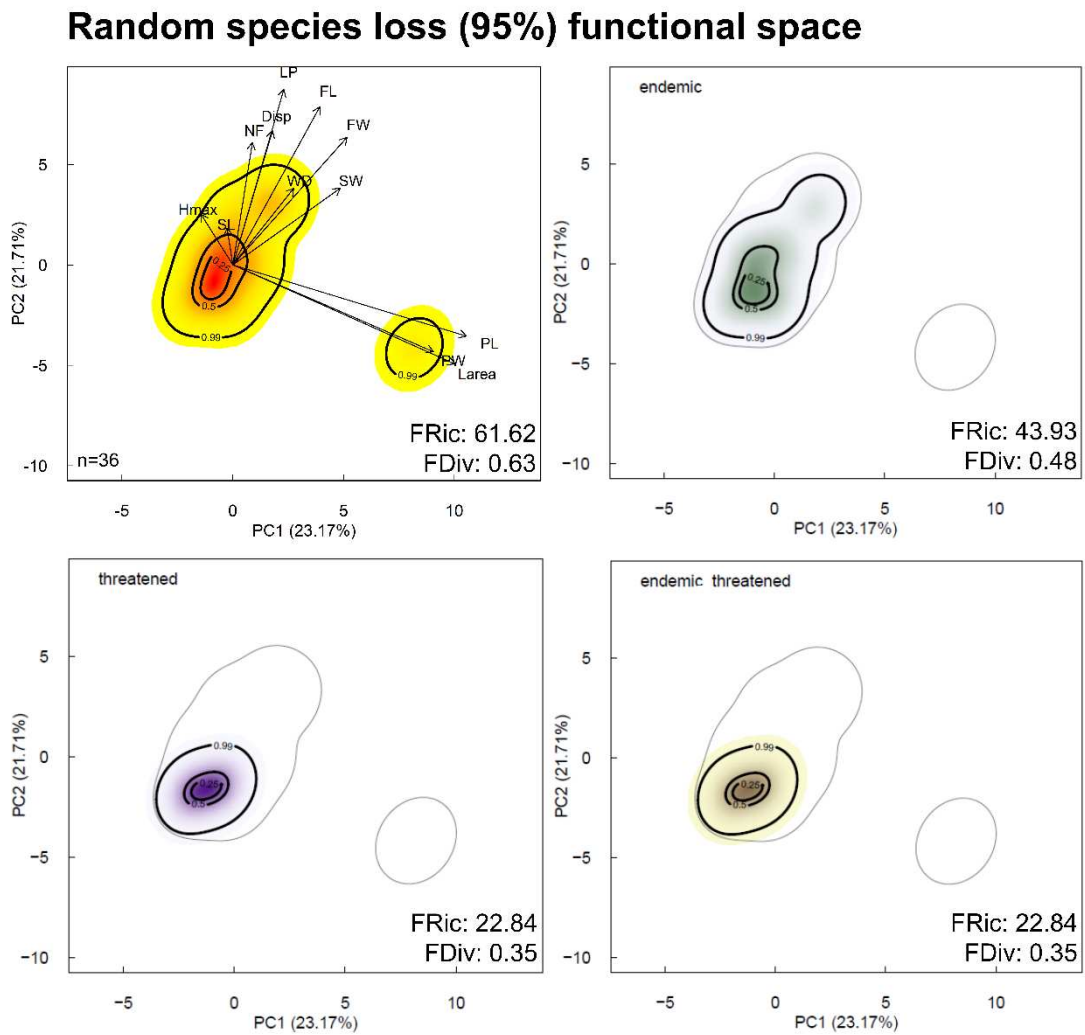 Random species loss (95%) functional space
LP
FL
Disp
NF
FW
WD
SW
Hmax
SL
0.25
0.5
0.99
PL
PW
Larea
0.99
FRic: 61.62
FDiv: 0.63
n=36
5
0
-5
-10
PC2 (21.71%)
-5
0
5
10
PC1 (23.17%)
endemic
0.25
0.5
0.99
FRic: 43.93
FDiv: 0.48
5
0
−5
−10
PC2 (21.71%)
−5
0
5
10
PC1 (23.17%)
threatened
0.99
0.25
0.5
FRic: 22.84
FDiv: 0.35
5
0
−5
−10
PC2 (21.71%)
−5
0
5
10
PC1 (23.17%)
endemic threatened
0.99
0.25
0.5
FRic: 22.84
FDiv: 0.35
5
0
−5
−10
PC2 (21.71%)
−5
0
5
10
PC1 (23.17%)